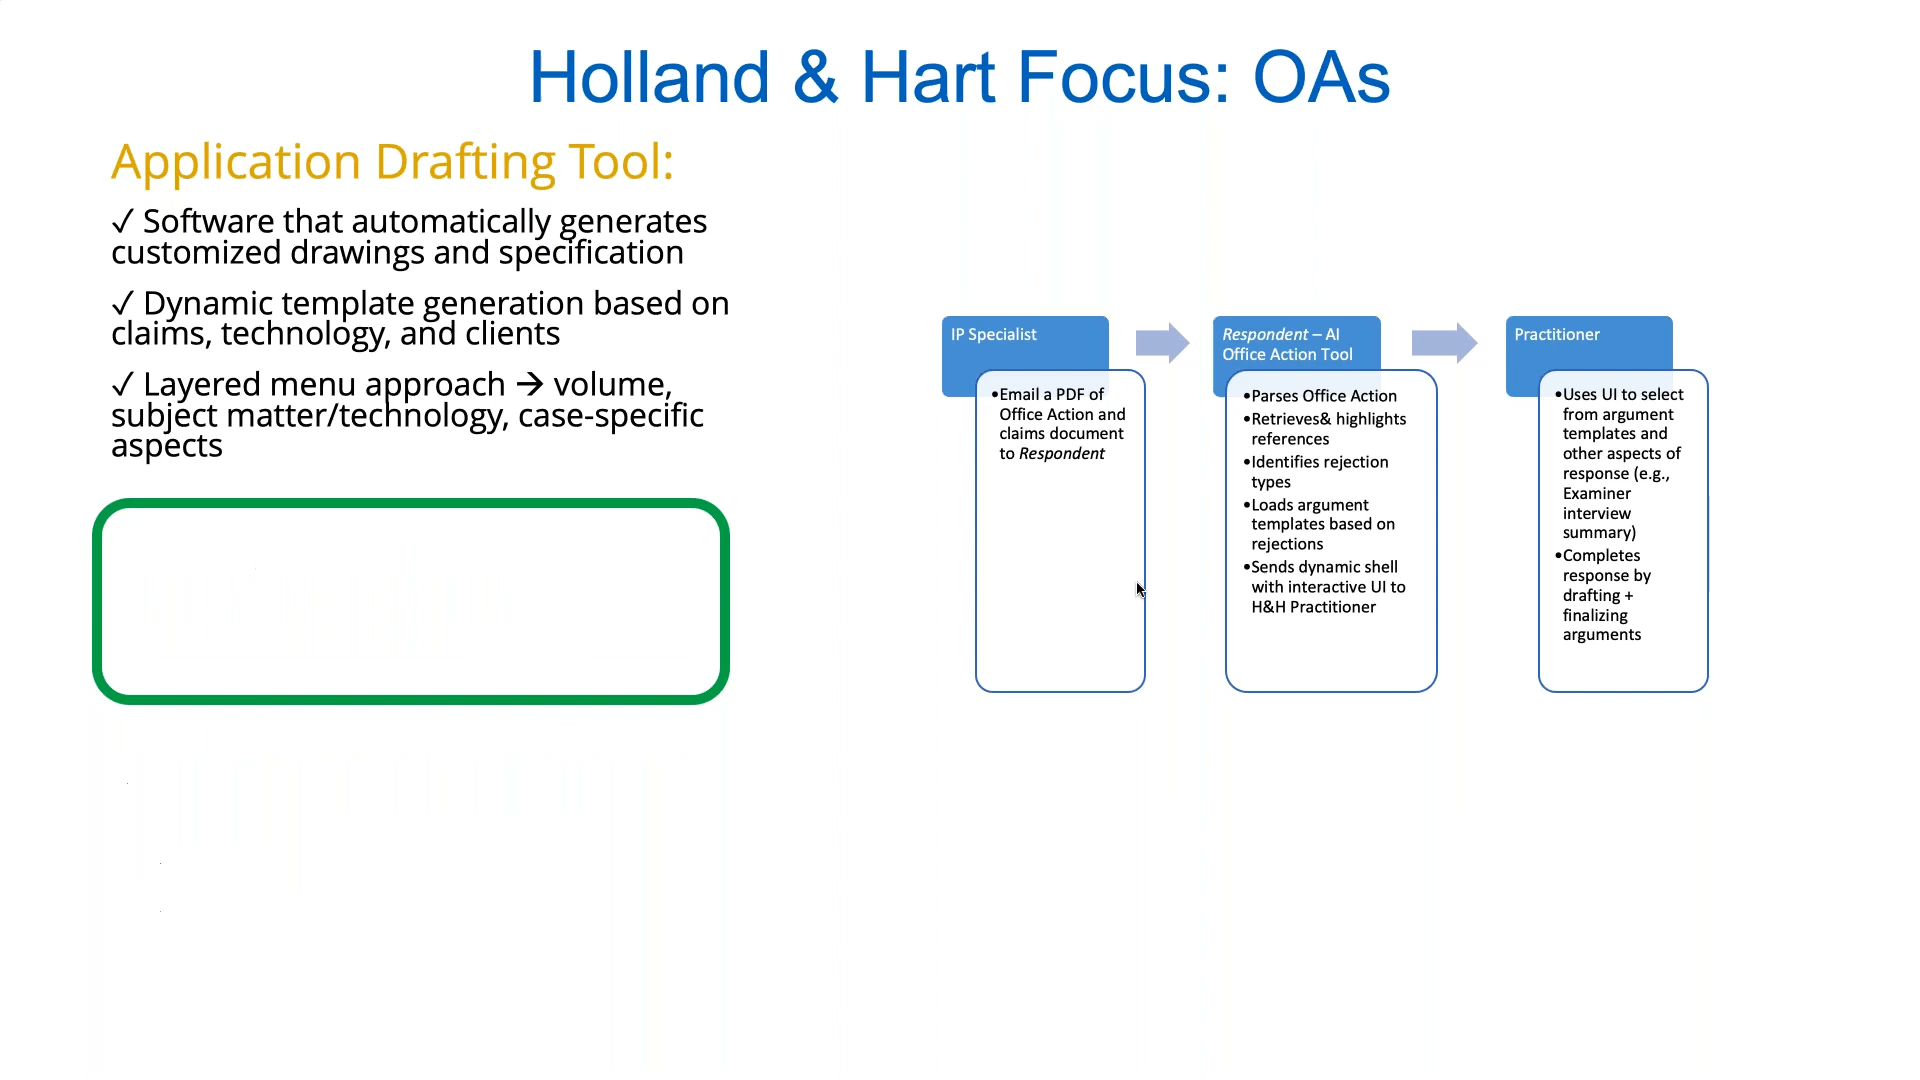 Holland & Hart Focus: OAs
Application Drafting Tool:
✓ Software that automatically generates
customized drawings and specification
✓ Dynamic template generation based on
claims, technology, and clients
✓ Layered menu approach → volume,
subject matter/technology, case-specific
aspects
IP Specialist
•Email a PDF of
Office Action and
claims document
to Respondent
Respondent – AI
Office Action Tool
•Parses Office Action
•Retrieves& highlights
references
•Identifies rejection
types
•Loads argument
templates based on
rejections
•Sends dynamic shell
with interactive UI to
H&H Practitioner
Practitioner
•Uses UI to select
from argument
templates and
other aspects of
response (e.g.,
Examiner
interview
summary)
•Completes
response by
drafting +
finalizing
arguments